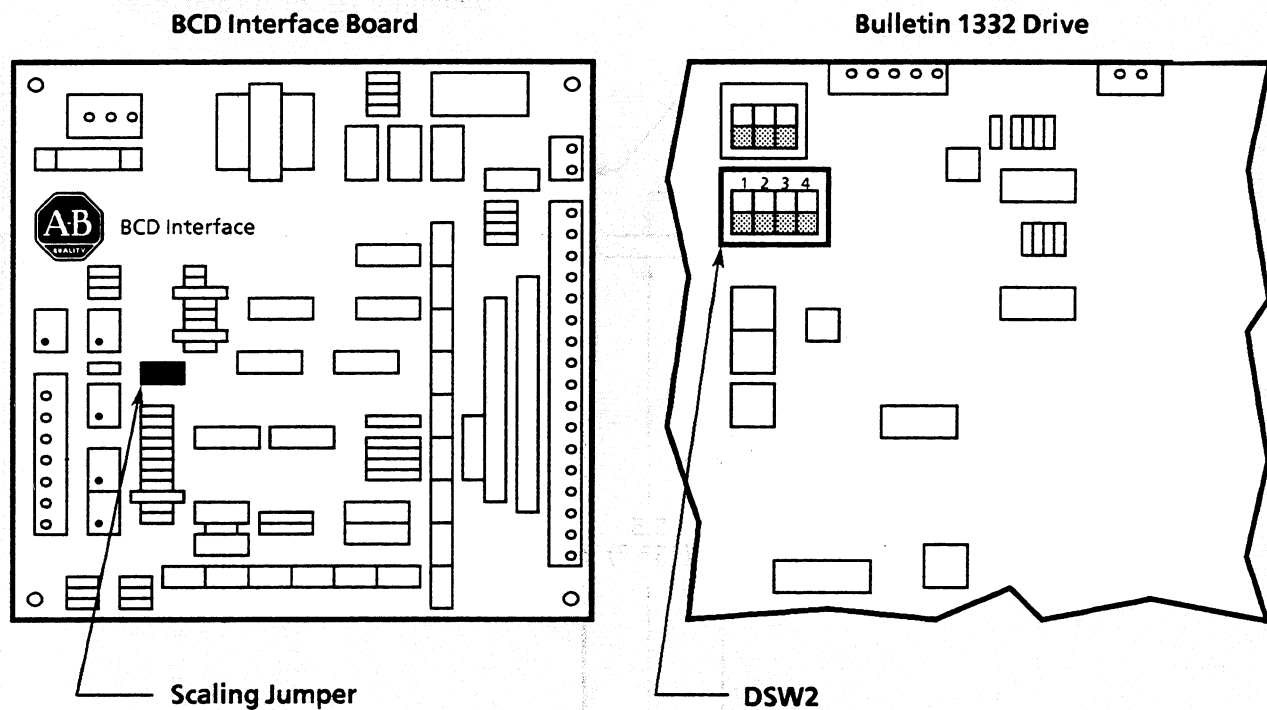 BCD Interface Board
Bulletin 1332 Drive
AB
QUALITY
BCD Interface
1 2 3 4
Scaling Jumper
DSW2